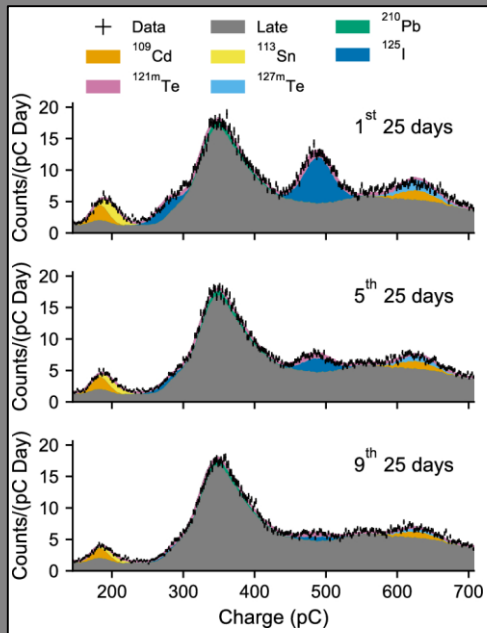 Data Late ²¹⁰Pb
¹⁰⁹Cd ¹¹³Sn ¹²⁵I
¹²¹ᵐTe ¹²⁷ᵐTe
20
15
10
5
0
Counts/(pC Day)
1ˢᵗ 25 days
20
15
10
5
0
Counts/(pC Day)
5ᵗʰ 25 days
20
15
10
5
0
Counts/(pC Day)
9ᵗʰ 25 days
200 300 400 500 600 700
Charge (pC)